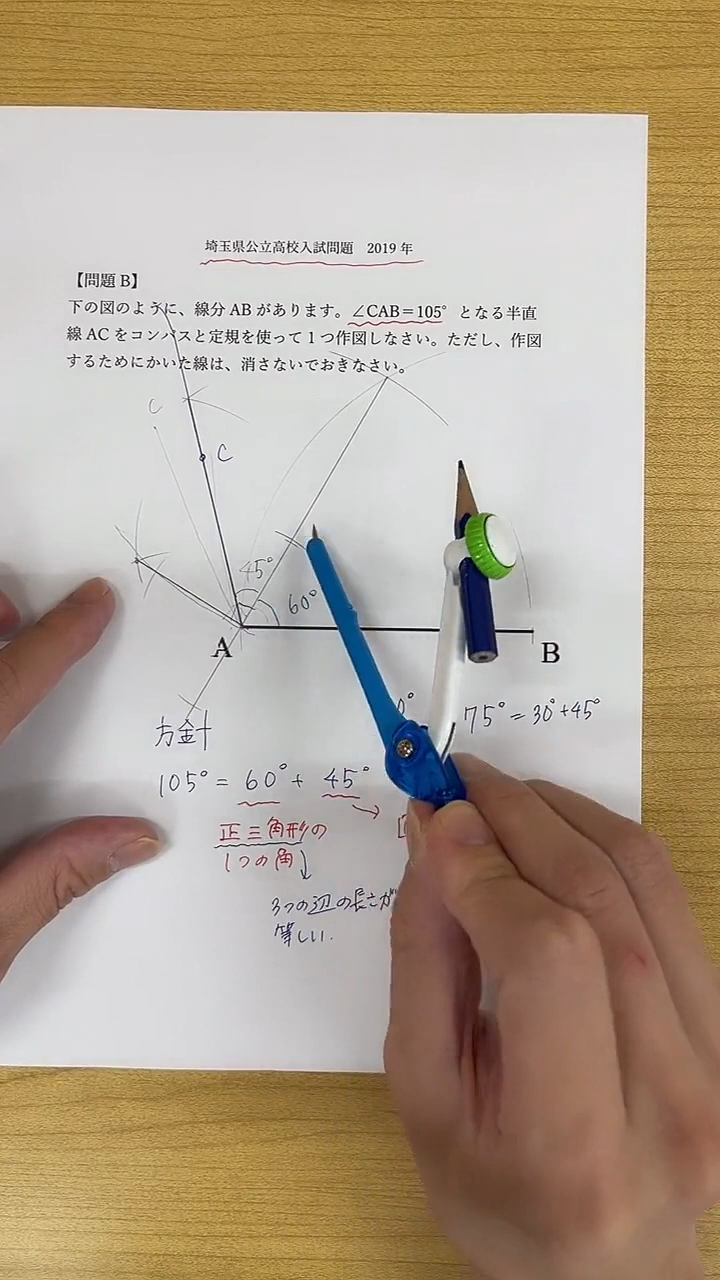 埼玉県公立高校入試問題 2019 年
【問題 B】
下の図のように、線分 AB があります。∠CAB=105° となる半直
線 AC をコンパスと定規を使って 1 つ作図しなさい。ただし、作図
するためにかいた線は、消さないでおきなさい。
C
C
45°
60°
A
B
方針
0°
75°=30°+45°
105°= 60°+ 45°
正三角形の
1つの角
3つの辺の長さが
等しい.